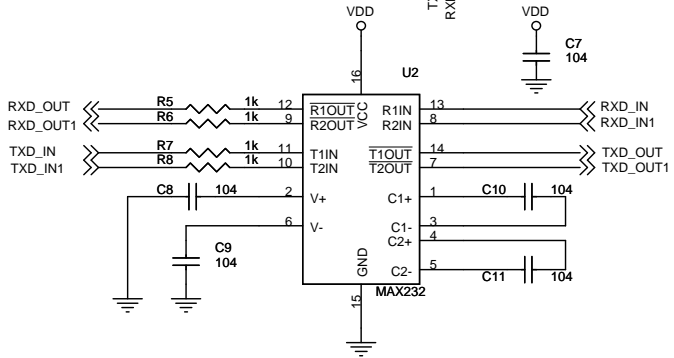 TX
RXD
VDD
VDD
C7
104
16
U2
RXD_OUT
R5
1k
12
R1OUT
VCC
R1IN
13
RXD_IN
RXD_OUT1
R6
1k
9
R2OUT
R2IN
8
RXD_IN1
TXD_IN
R7
1k
11
T1IN
T1OUT
14
TXD_OUT
TXD_IN1
R8
1k
10
T2IN
T2OUT
7
TXD_OUT1
C8
104
2
V+
C1+
1
C10
104
6
V-
C1-
3
C2+
4
C9
104
GND
C2-
5
C11
104
15
MAX232